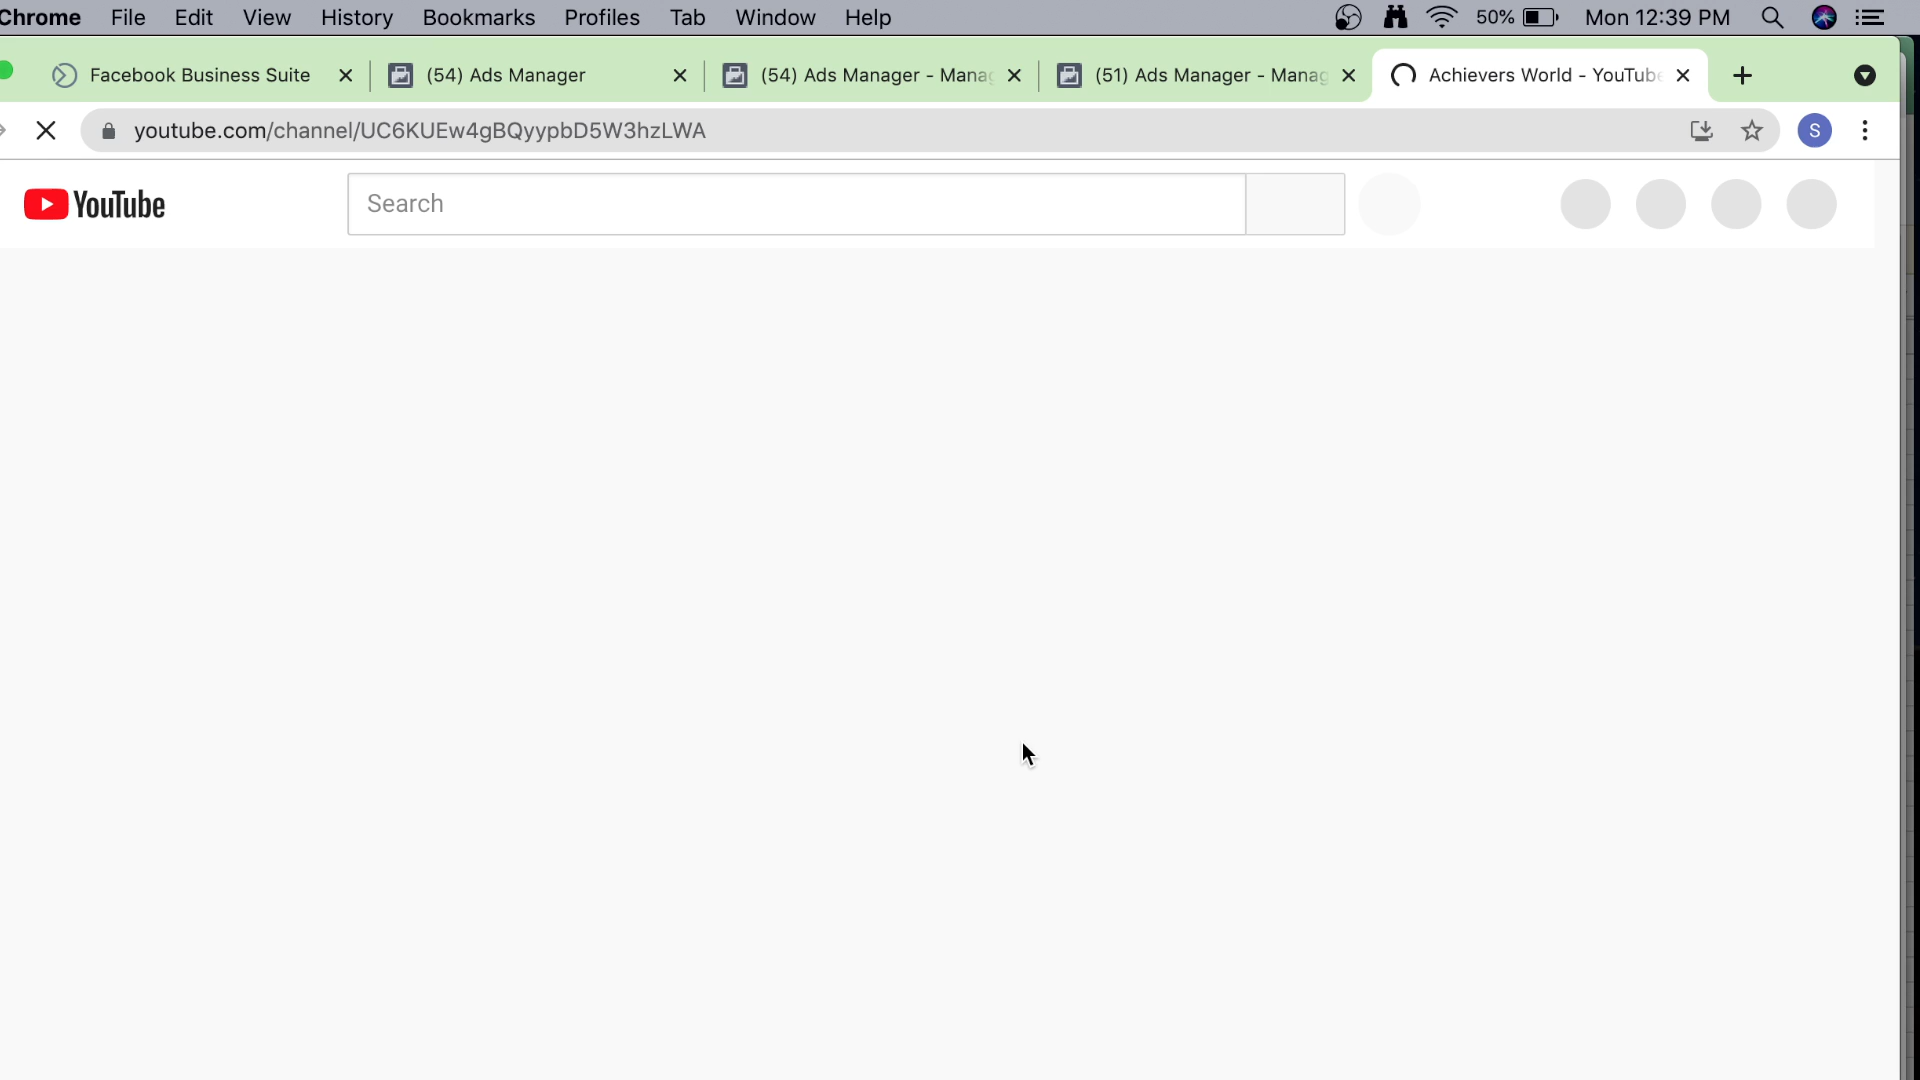 Chrome File Edit View History Bookmarks Profiles Tab Window Help 50% Mon 12:39 PM
Facebook Business Suite (54) Ads Manager (54) Ads Manager - Manag (51) Ads Manager - Manag Achievers World - YouTube
youtube.com/channel/UC6KUEw4gBQyypbD5W3hzLWA S
YouTube Search